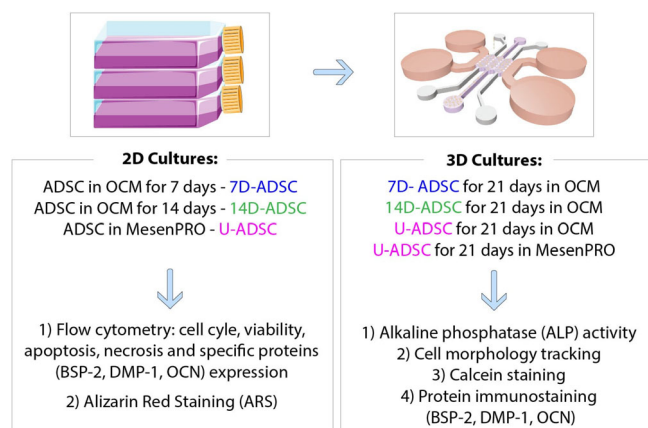 2D Cultures:
ADSC in OCM for 7 days - 7D-ADSC
ADSC in OCM for 14 days - 14D-ADSC
ADSC in MesenPRO - U-ADSC
1) Flow cytometry: cell cyle, viability,
apoptosis, necrosis and specific proteins
(BSP-2, DMP-1, OCN) expression
2) Alizarin Red Staining (ARS)
3D Cultures:
7D- ADSC for 21 days in OCM
14D-ADSC for 21 days in OCM
U-ADSC for 21 days in OCM
U-ADSC for 21 days in MesenPRO
1) Alkaline phosphatase (ALP) activity
2) Cell morphology tracking
3) Calcein staining
4) Protein immunostaining
(BSP-2, DMP-1, OCN)